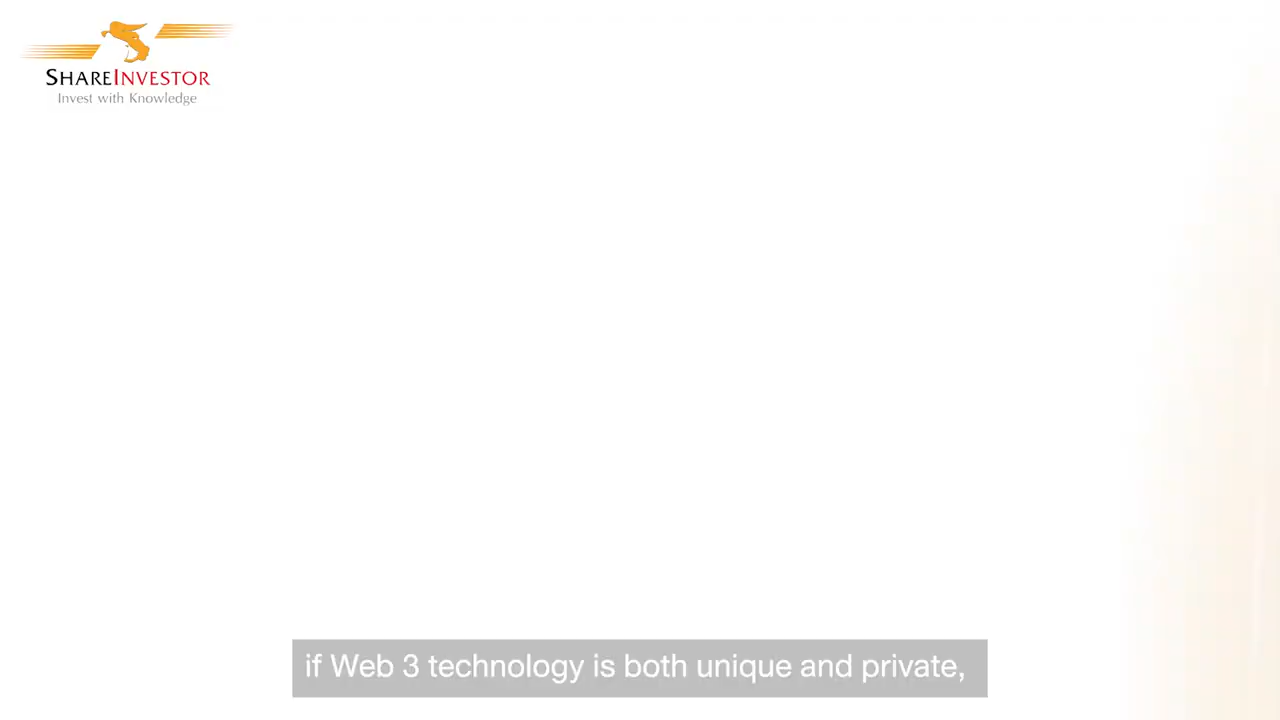 SHAREINVESTOR
Invest with Knowledge
if Web 3 technology is both unique and private,